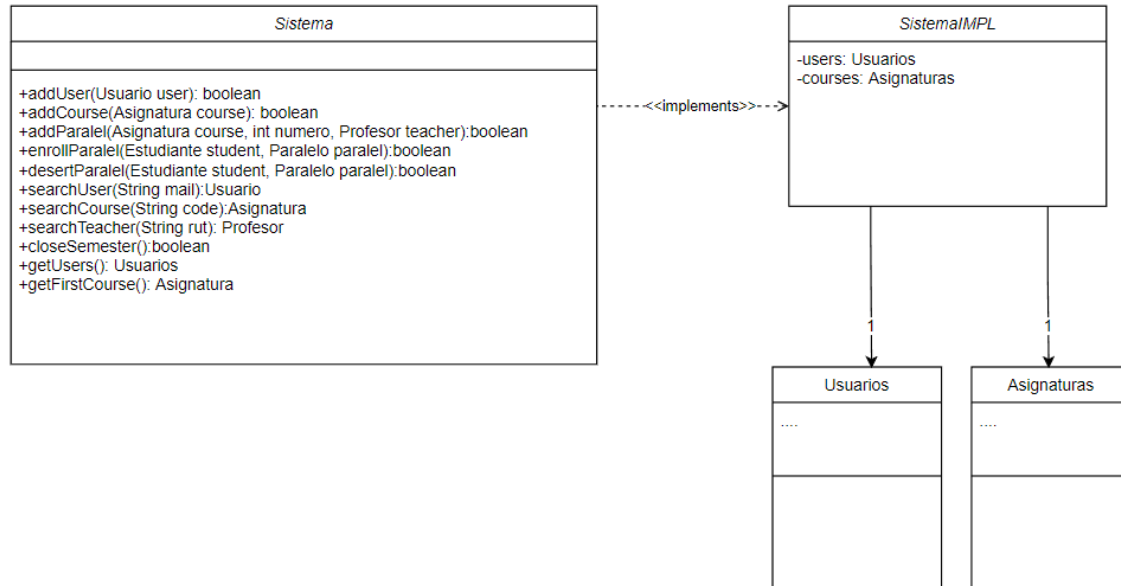 Sistema
+addUser(Usuario user): boolean
+addCourse(Asignatura course): boolean
+addParalel(Asignatura course, int numero, Profesor teacher):boolean
+enrollParalel(Estudiante student, Paralelo paralel):boolean
+desertParalel(Estudiante student, Paralelo paralel):boolean
+searchUser(String mail):Usuario
+searchCourse(String code):Asignatura
+searchTeacher(String rut): Profesor
+closeSemester():boolean
+getUsers(): Usuarios
+getFirstCourse(): Asignatura
<<implements>>
SistemaIMPL
-users: Usuarios
-courses: Asignaturas
1
1
Usuarios
....
Asignaturas
....